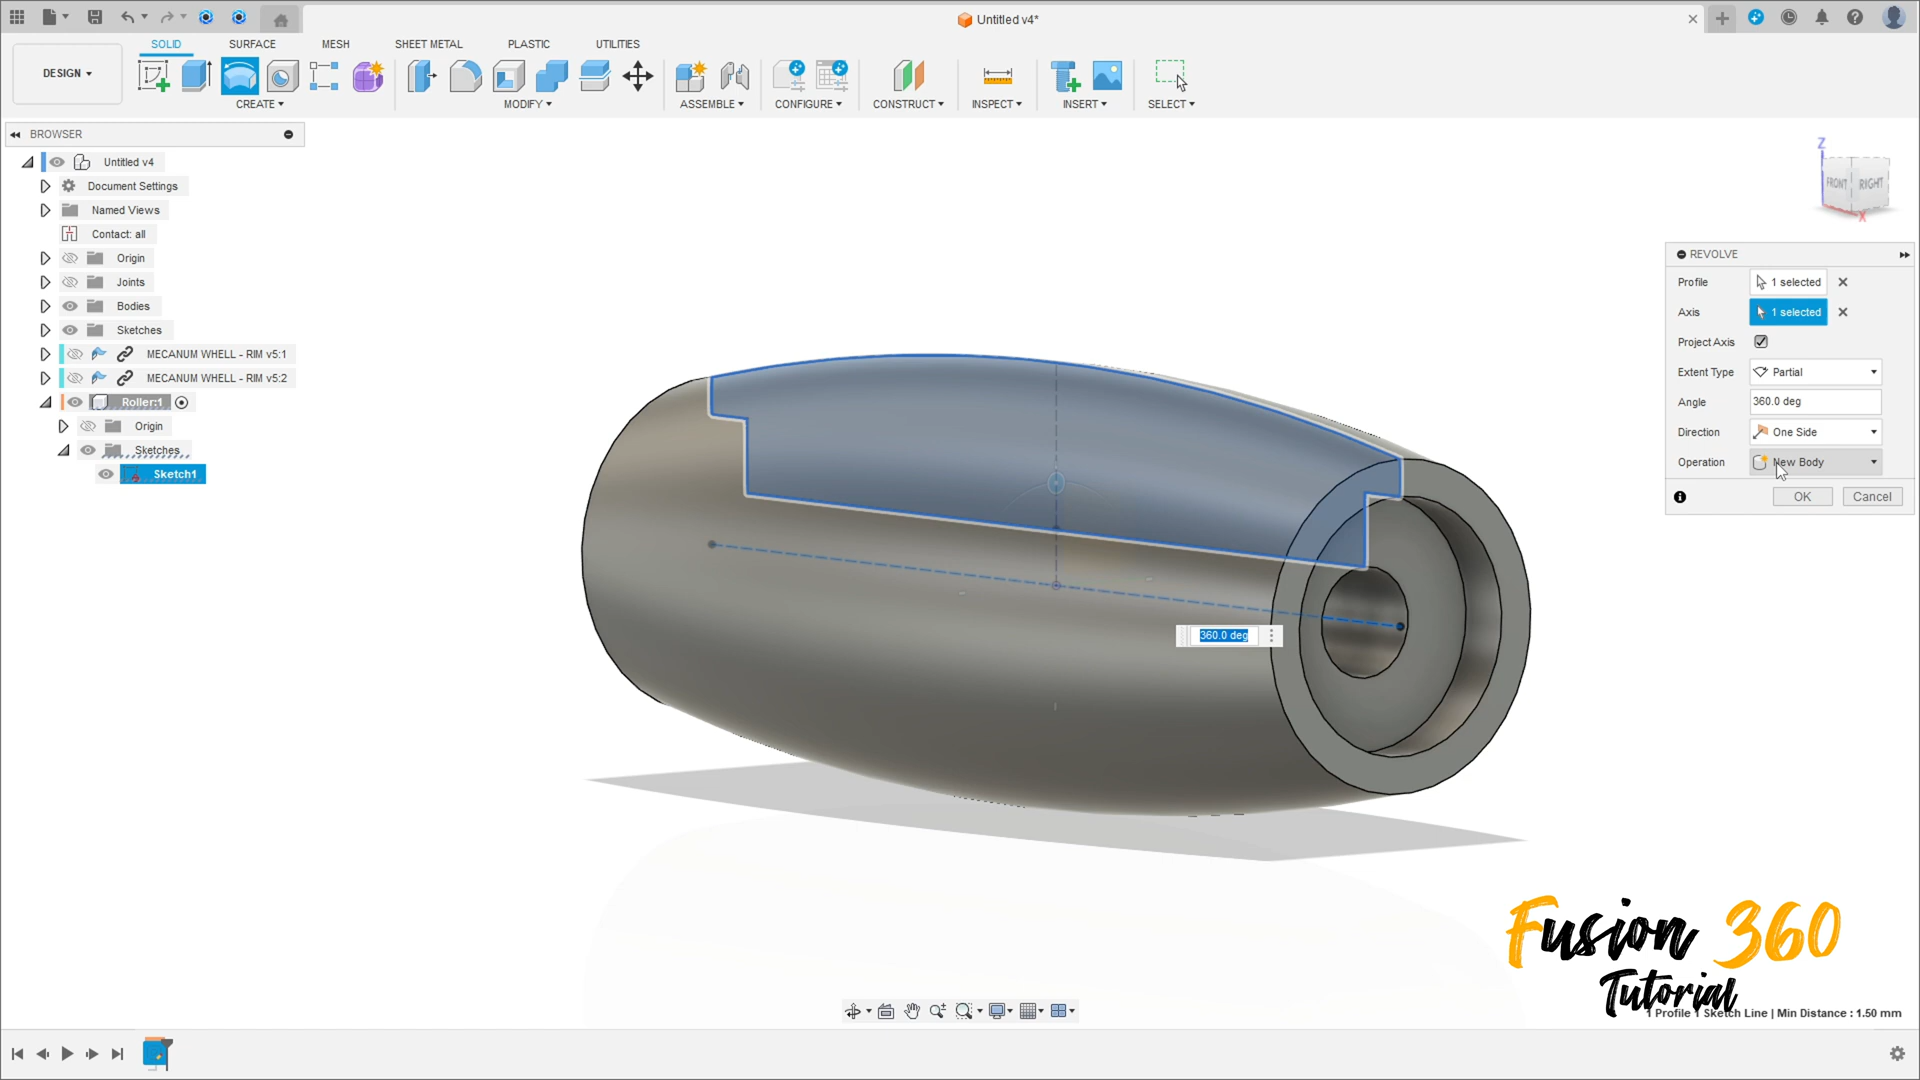 Untitled v4*
DESIGN
SOLID
SURFACE
MESH
SHEET METAL
PLASTIC
UTILITIES
CREATE
MODIFY
ASSEMBLE
CONFIGURE
CONSTRUCT
INSPECT
INSERT
SELECT
BROWSER
Untitled v4
Document Settings
Named Views
Contact: all
Origin
Joints
Bodies
Sketches
MECANUM WHELL - RIM v5:1
MECANUM WHELL - RIM v5:2
Roller:1
Origin
Sketches
Sketch1
Z
FRONT
RIGHT
X
REVOLVE
Profile
1 selected
Axis
1 selected
Project Axis
Extent Type
Partial
Angle
360.0 deg
Direction
One Side
Operation
New Body
OK
Cancel
360.0 deg
Fusion 360
Tutorial
1 Profile 1 Sketch Line | Min Distance : 1.50 mm